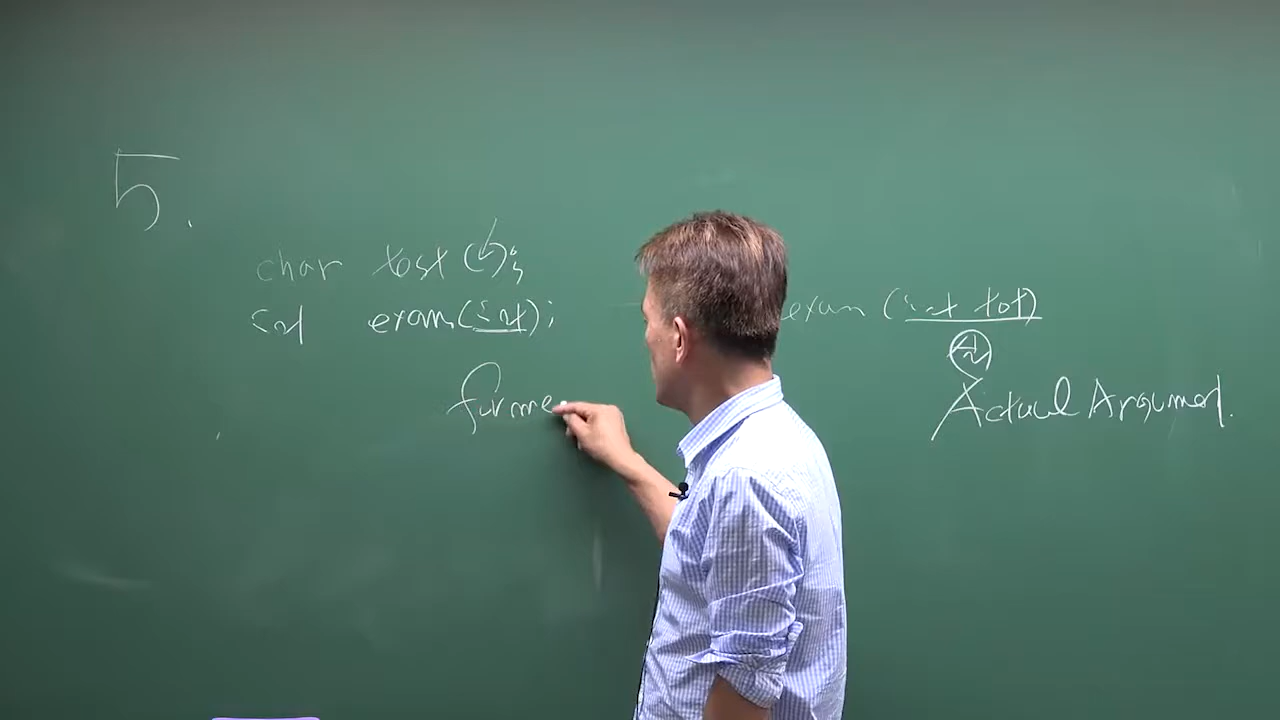 5.
char test ( );
int exam(int);
exam (int tot)
forme
Actual Argument.